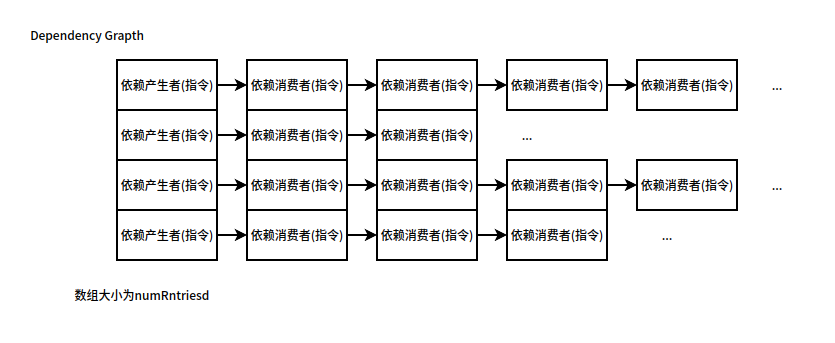 Dependency Grapth
依赖产生者(指令) 依赖消费者(指令) 依赖消费者(指令) 依赖消费者(指令) 依赖消费者(指令) ...
依赖产生者(指令) 依赖消费者(指令) 依赖消费者(指令) ...
依赖产生者(指令) 依赖消费者(指令) 依赖消费者(指令) 依赖消费者(指令) 依赖消费者(指令) ...
依赖产生者(指令) 依赖消费者(指令) 依赖消费者(指令) 依赖消费者(指令) ...
数组大小为numRntriesd